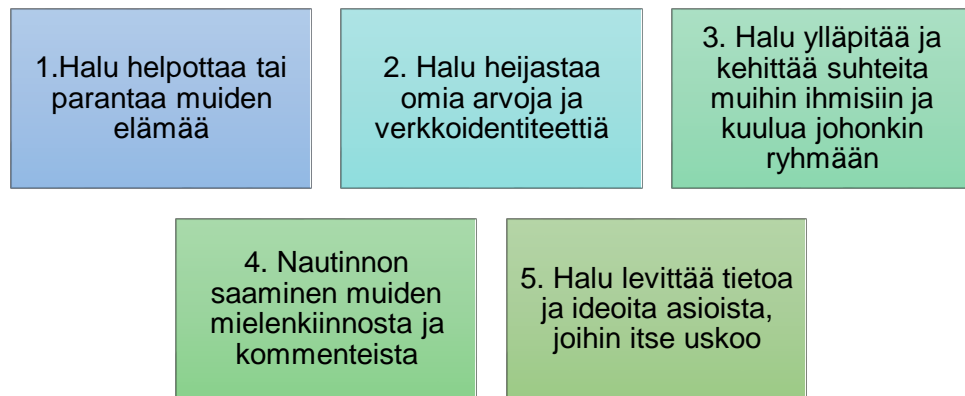 1.Halu helpottaa tai
parantaa muiden
elämää
2. Halu heijastaa
omia arvoja ja
verkkoidentiteettiä
3. Halu ylläpitää ja
kehittää suhteita
muihin ihmisiin ja
kuulua johonkin
ryhmään
4. Nautinnon
saaminen muiden
mielenkiinnosta ja
kommenteista
5. Halu levittää tietoa
ja ideoita asioista,
joihin itse uskoo